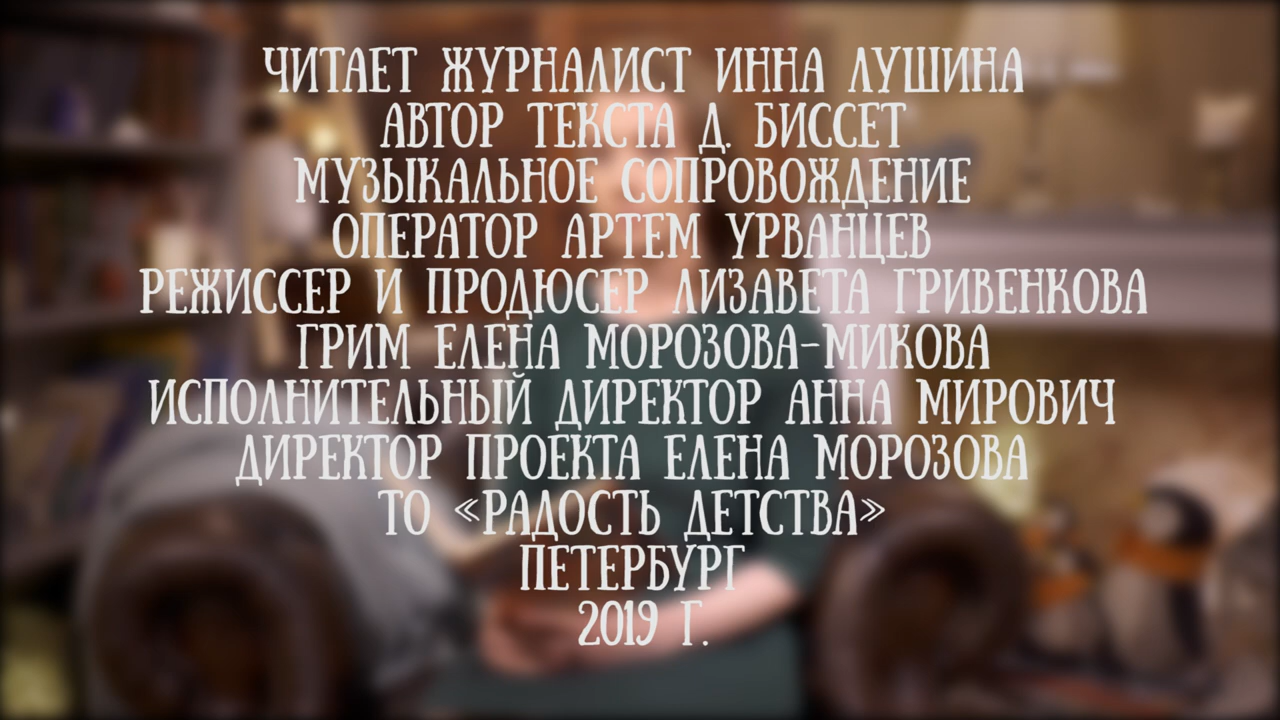 ЧИТАЕТ ЖУРНАЛИСТ ИННА ЛУШИНА
АВТОР ТЕКСТА Д. БИССЕТ
МУЗЫКАЛЬНОЕ СОПРОВОЖДЕНИЕ
ОПЕРАТОР АРТЕМ УРВАНЦЕВ
РЕЖИССЕР И ПРОДЮСЕР ЛИЗАВЕТА ГРИВЕНКОВА
ГРИМ ЕЛЕНА МОРОЗОВА-МИКОВА
ИСПОЛНИТЕЛЬНЫЙ ДИРЕКТОР АННА МИРОВИЧ
ДИРЕКТОР ПРОЕКТА ЕЛЕНА МОРОЗОВА
ТО «РАДОСТЬ ДЕТСТВА»
ПЕТЕРБУРГ
2019 Г.